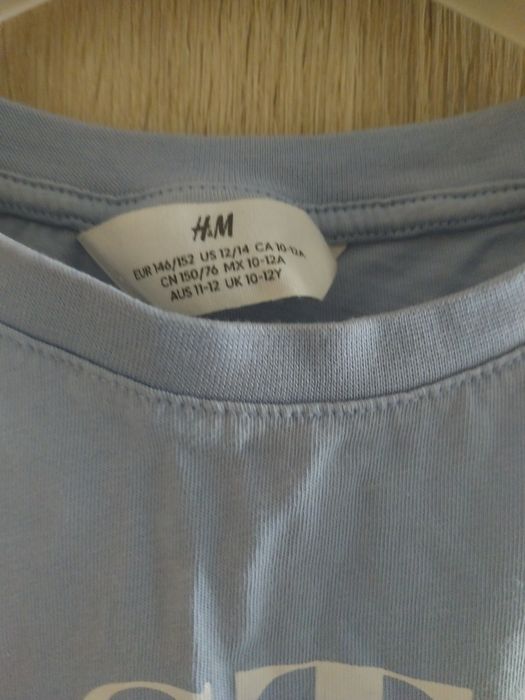 H&M
EUR 146/152 US 12/14 CA 10-12A
CN 150/76 MX 10-12A
AUS 11-12 UK 10-12Y
ST